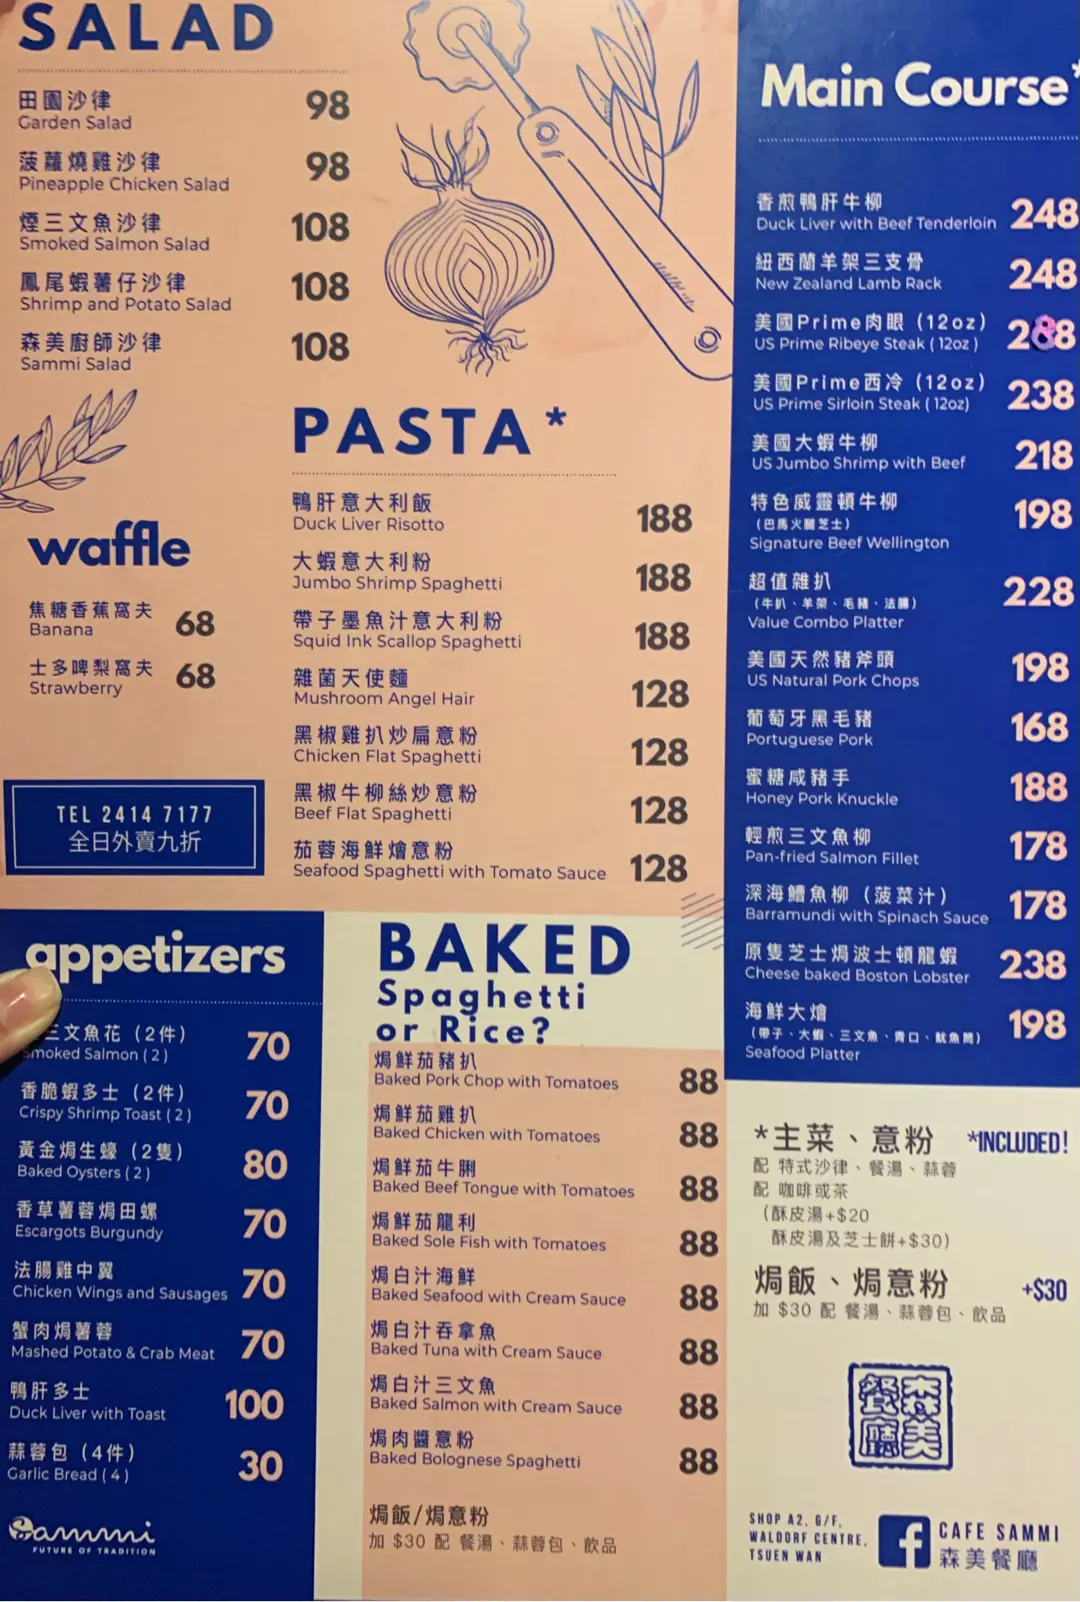 SALAD
田園沙律 98
Garden Salad
菠蘿燒雞沙律 98
Pineapple Chicken Salad
煙三文魚沙律 108
Smoked Salmon Salad
鳳尾蝦薯仔沙律 108
Shrimp and Potato Salad
森美廚師沙律 108
Sammi Salad
waffle
焦糖香蕉窩夫 68
Banana
士多啤梨窩夫 68
Strawberry
TEL 2414 7177
全日外賣九折
PASTA*
鴨肝意大利飯 188
Duck Liver Risotto
大蝦意大利粉 188
Jumbo Shrimp Spaghetti
帶子墨魚汁意大利粉 188
Squid Ink Scallop Spaghetti
雜菌天使麵 128
Mushroom Angel Hair
黑椒雞扒炒扁意粉 128
Chicken Flat Spaghetti
黑椒牛柳絲炒意粉 128
Beef Flat Spaghetti
茄蓉海鮮燴意粉 128
Seafood Spaghetti with Tomato Sauce
appetizers
三文魚花（2件） 70
Smoked Salmon ( 2 )
香脆蝦多士（2件） 70
Crispy Shrimp Toast ( 2 )
黃金焗生蠔（2隻） 80
Baked Oysters ( 2 )
香草薯蓉焗田螺 70
Escargots Burgundy
法腸雞中翼 70
Chicken Wings and Sausages
蟹肉焗薯蓉 70
Mashed Potato & Crab Meat
鴨肝多士 100
Duck Liver with Toast
蒜蓉包（4件） 30
Garlic Bread ( 4 )
Sammi
FUTURE OF TRADITION
BAKED
Spaghetti
or Rice?
焗鮮茄豬扒 88
Baked Pork Chop with Tomatoes
焗鮮茄雞扒 88
Baked Chicken with Tomatoes
焗鮮茄牛脷 88
Baked Beef Tongue with Tomatoes
焗鮮茄龍利 88
Baked Sole Fish with Tomatoes
焗白汁海鮮 88
Baked Seafood with Cream Sauce
焗白汁吞拿魚 88
Baked Tuna with Cream Sauce
焗白汁三文魚 88
Baked Salmon with Cream Sauce
焗肉醬意粉 88
Baked Bolognese Spaghetti
焗飯/焗意粉
加 $30 配 餐湯、蒜蓉包、飲品
Main Course*
香煎鴨肝牛柳 248
Duck Liver with Beef Tenderloin
紐西蘭羊架三支骨 248
New Zealand Lamb Rack
美國Prime肉眼（12oz） 288
US Prime Ribeye Steak ( 12oz )
美國Prime西冷（12oz） 238
US Prime Sirloin Steak ( 12oz)
美國大蝦牛柳 218
US Jumbo Shrimp with Beef
特色威靈頓牛柳 198
（巴馬火腿芝士）
Signature Beef Wellington
超值雜扒 228
（牛扒、羊架、毛豬、法腸）
Value Combo Platter
美國天然豬斧頭 198
US Natural Pork Chops
葡萄牙黑毛豬 168
Portuguese Pork
蜜糖咸豬手 188
Honey Pork Knuckle
輕煎三文魚柳 178
Pan-fried Salmon Fillet
深海鱛魚柳（菠菜汁） 178
Barramundi with Spinach Sauce
原隻芝士焗波士頓龍蝦 238
Cheese baked Boston Lobster
海鮮大燴 198
（帶子、大蝦、三文魚、青口、魷魚筒）
Seafood Platter
*主菜、意粉 *INCLUDED!
配 特式沙律、餐湯、蒜蓉
配 咖啡或茶
（酥皮湯+$20
酥皮湯及芝士餅+$30）
焗飯、焗意粉 +$30
加 $30 配 餐湯、蒜蓉包、飲品
森美餐廳
SHOP A2, G/F,
WALDORF CENTRE,
TSUEN WAN
CAFE SAMMI
森美餐廳